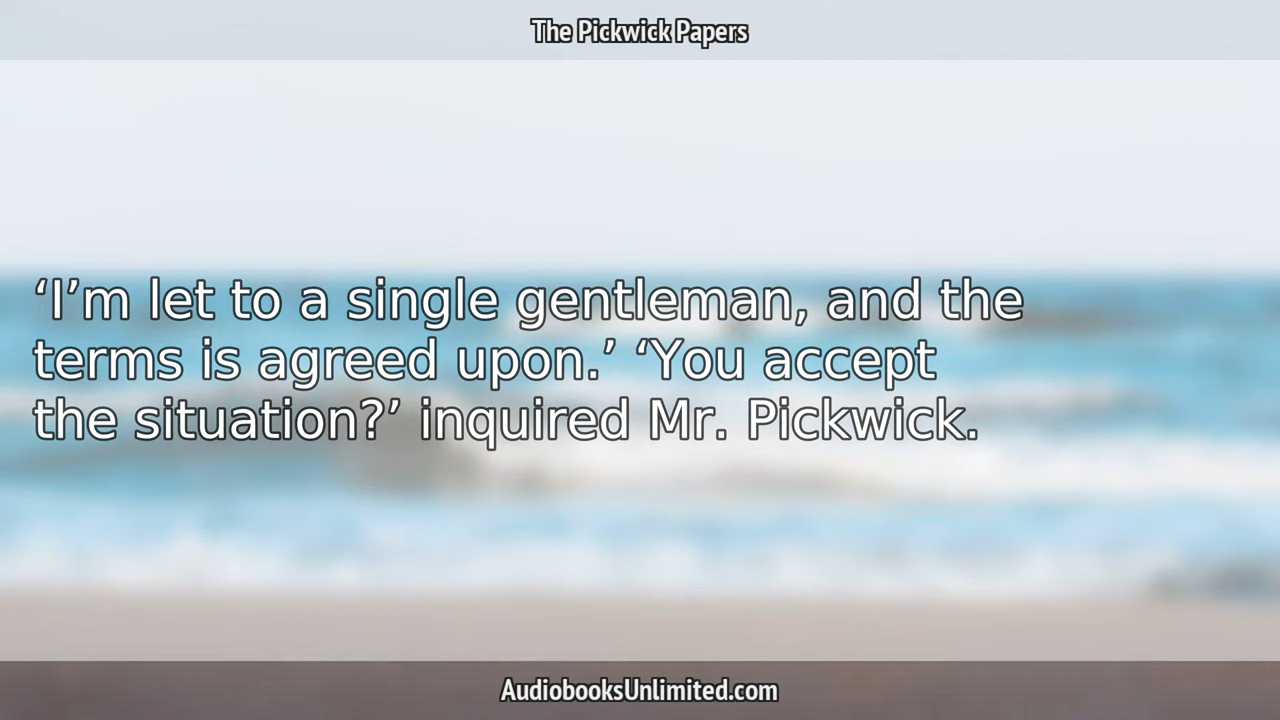 The Pickwick Papers
‘I’m let to a single gentleman, and the
terms is agreed upon.’ ‘You accept
the situation?’ inquired Mr. Pickwick.
AudiobooksUnlimited.com